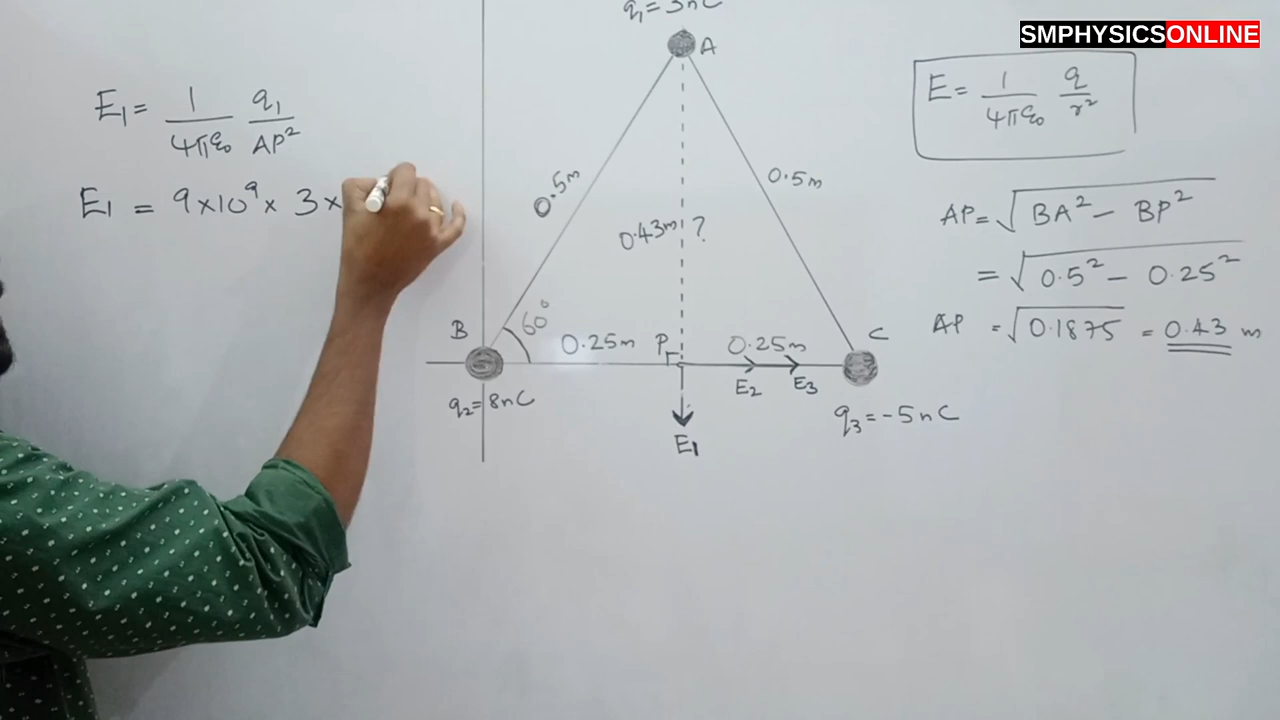 SMPHYSICSONLINE
q₁ = 3nC
A
E₁ = 1/4πε₀ q₁/AP²
E₁ = 9×10⁹ × 3×
E = 1/4πε₀ q/r²
AP = √BA² − BP²
= √0.5² − 0.25²
AP = √0.1875 = 0.43 m
0.5m
0.5m
0.43m ?
60°
B
0.25m
P
0.25m
C
E₂
E₃
q₂ = 8nC
q₃ = −5nC
E₁